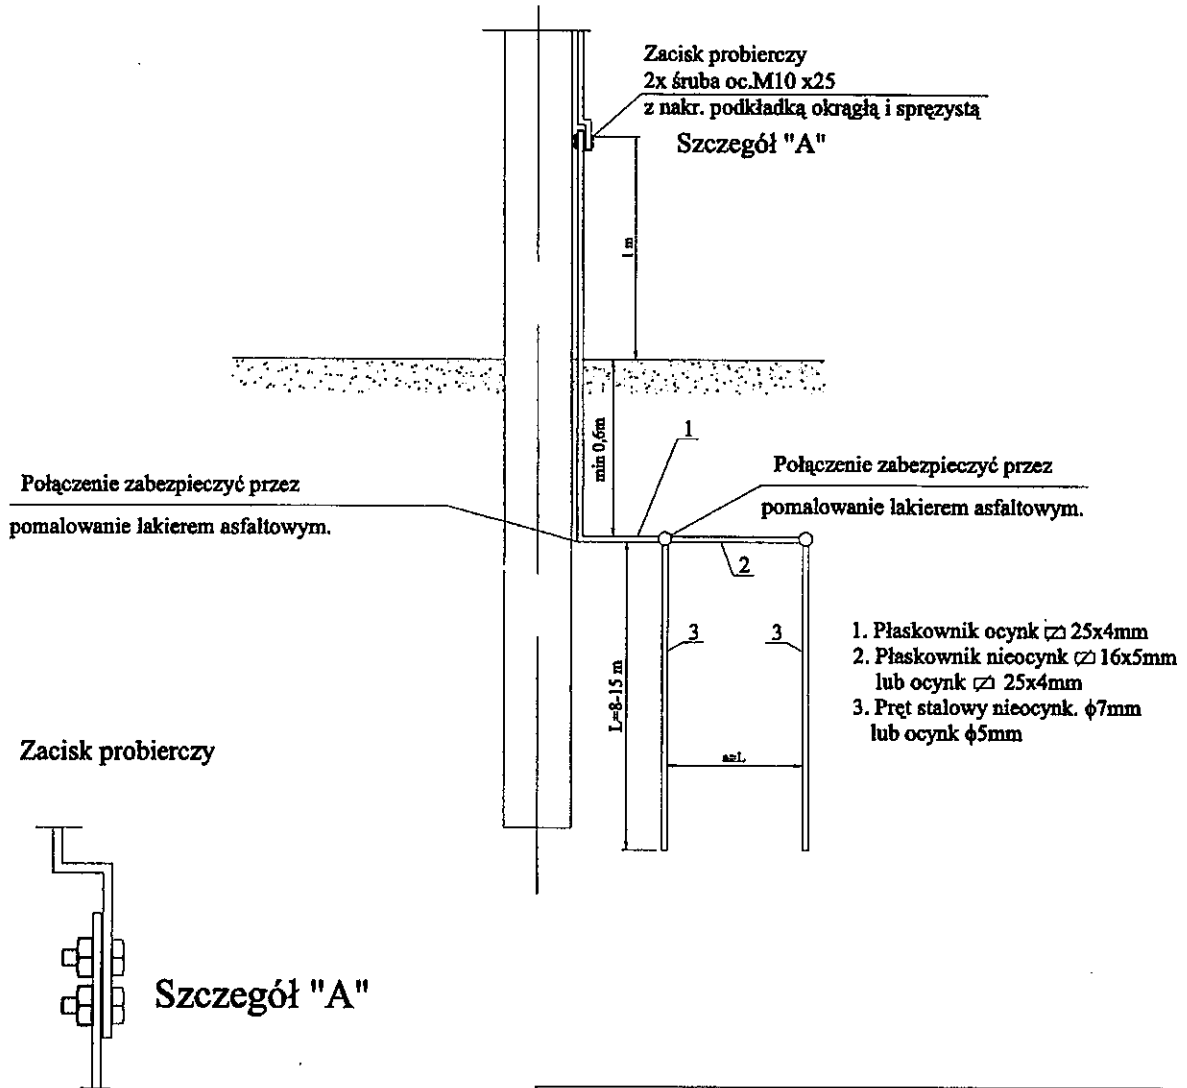 Zacisk probierczy
2x śruba oc.M10 x25
z nakr. podkładką okrągłą i sprężystą
Szczegół "A"
1 m
min 0,6m
1
Połączenie zabezpieczyć przez
pomalowanie lakierem asfaltowym.
Połączenie zabezpieczyć przez
pomalowanie lakierem asfaltowym.
2
3
3
L=8-15 m
a≥L
1. Płaskownik ocynk ▱ 25x4mm
2. Płaskownik nieocynk ▱ 16x5mm
lub ocynk ▱ 25x4mm
3. Pręt stalowy nieocynk. ϕ7mm
lub ocynk ϕ5mm
Zacisk probierczy
Szczegół "A"